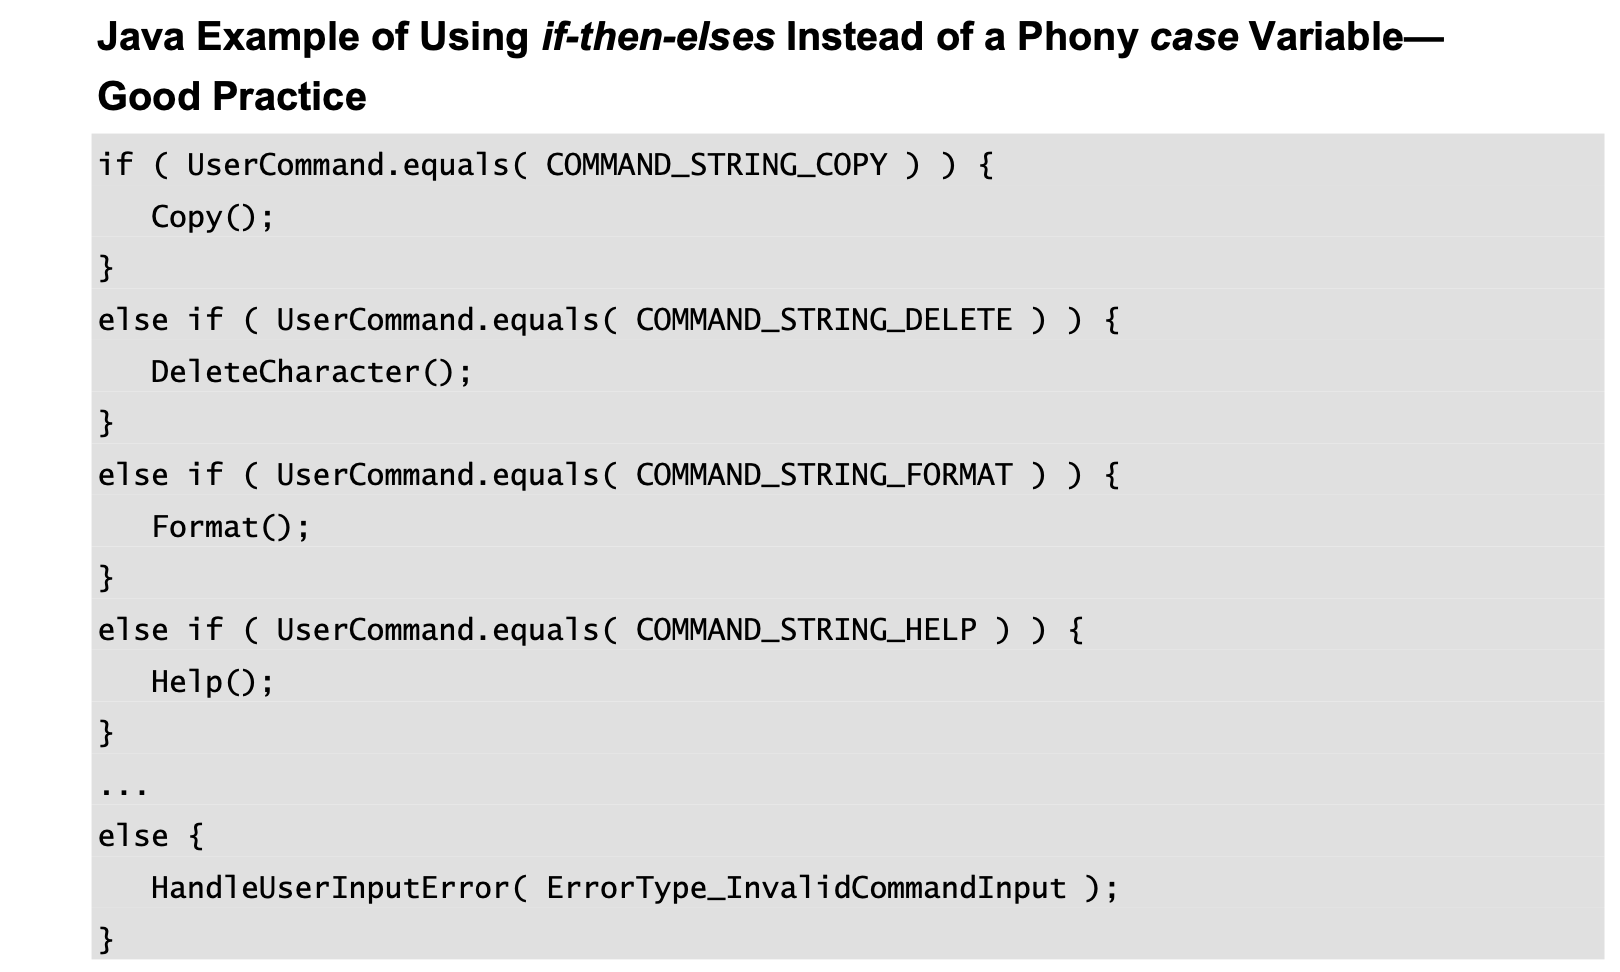 Java Example of Using if-then-elses Instead of a Phony case Variable—
Good Practice
if ( UserCommand.equals( COMMAND_STRING_COPY ) ) {
   Copy();
}
else if ( UserCommand.equals( COMMAND_STRING_DELETE ) ) {
   DeleteCharacter();
}
else if ( UserCommand.equals( COMMAND_STRING_FORMAT ) ) {
   Format();
}
else if ( UserCommand.equals( COMMAND_STRING_HELP ) ) {
   Help();
}
...
else {
   HandleUserInputError( ErrorType_InvalidCommandInput );
}